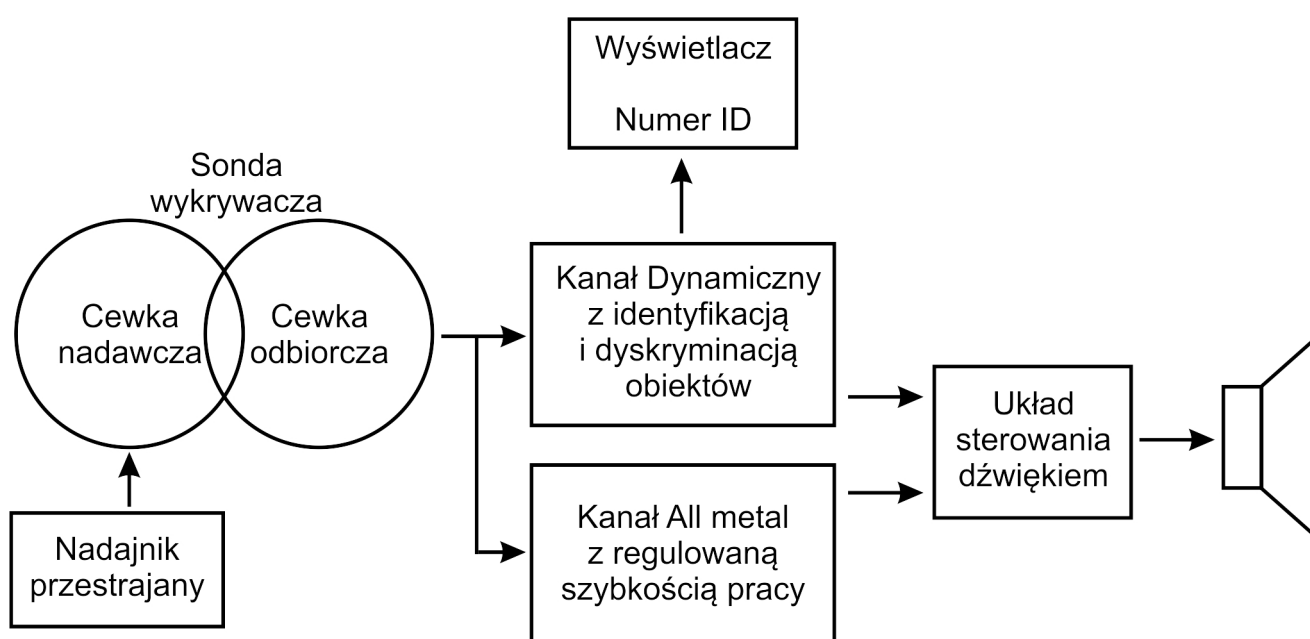 Wyświetlacz
Numer ID
Sonda
wykrywacza
Cewka
nadawcza
Cewka
odbiorcza
Kanał Dynamiczny
z identyfikacją
i dyskryminacją
obiektów
Układ
sterowania
dźwiękiem
Kanał All metal
z regulowaną
szybkością pracy
Nadajnik
przestrajany